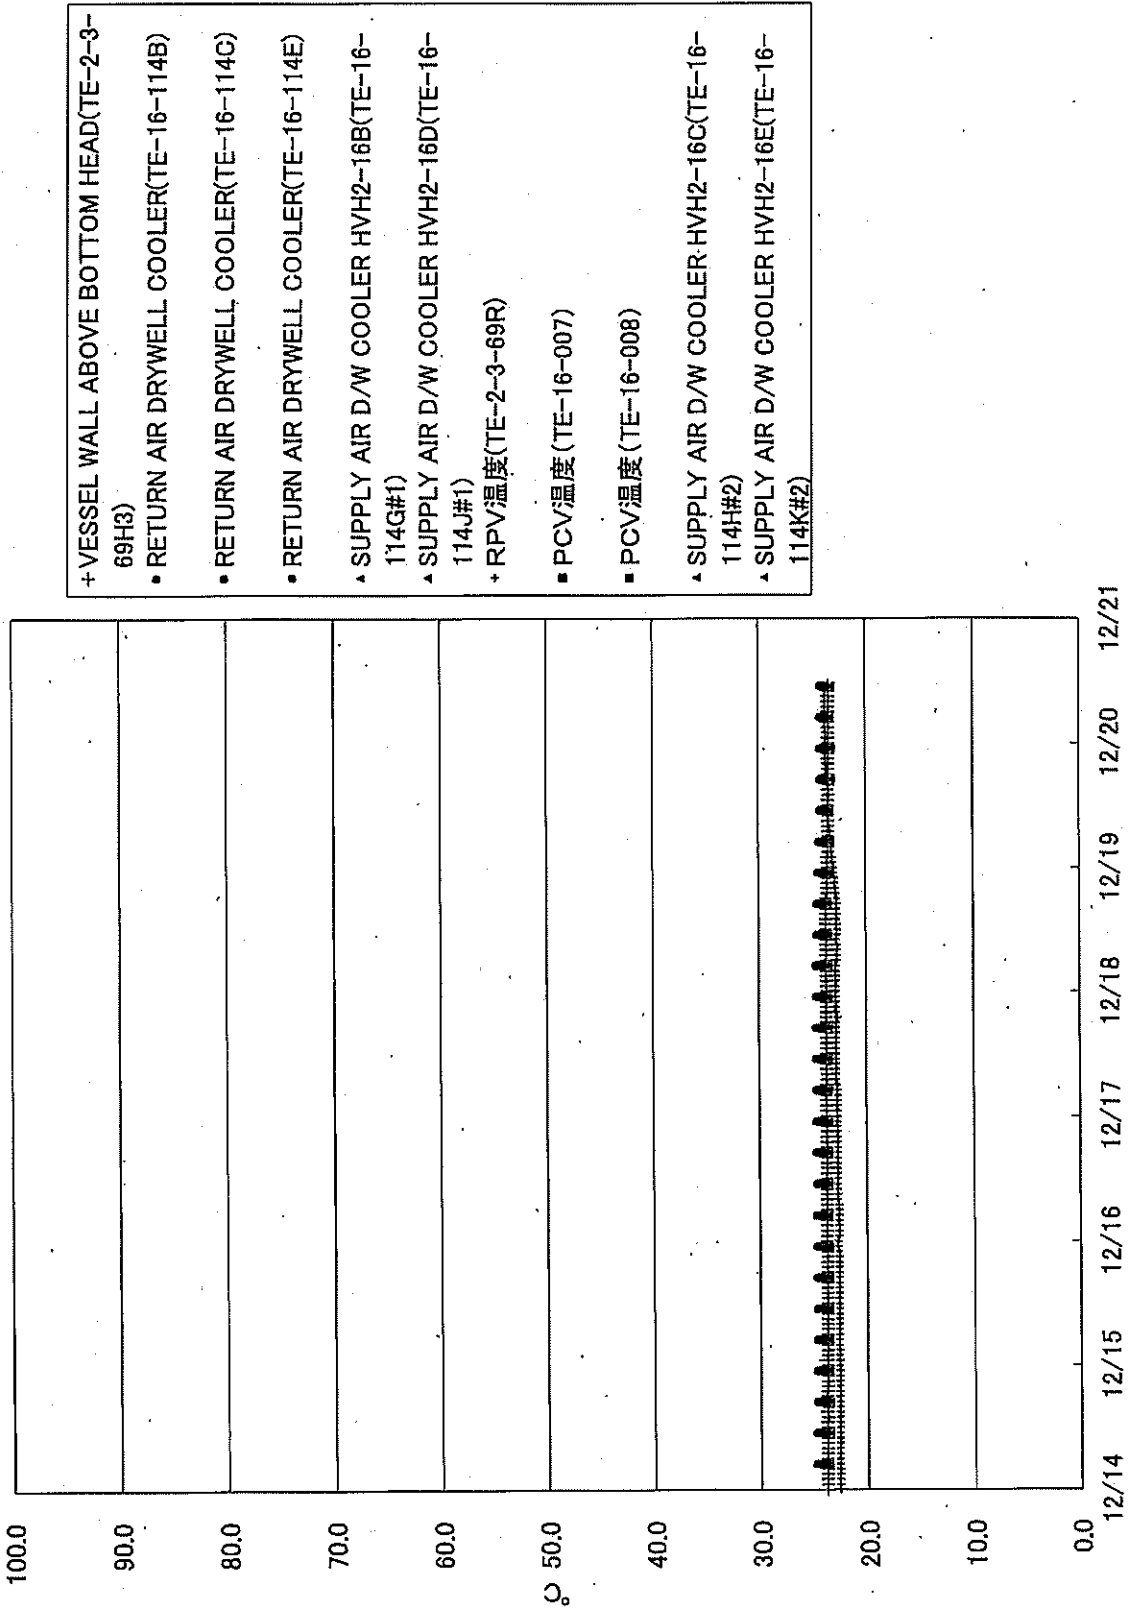 100.0
90.0
80.0
70.0
60.0
50.0
40.0
30.0
20.0
10.0
0.0
℃
12/14
12/15
12/16
12/17
12/18
12/19
12/20
12/21
+VESSEL WALL ABOVE BOTTOM HEAD(TE-2-3-
69H3)
• RETURN AIR DRYWELL COOLER(TE-16-114B)
• RETURN AIR DRYWELL COOLER(TE-16-114C)
• RETURN AIR DRYWELL COOLER(TE-16-114E)
▲ SUPPLY AIR D/W COOLER HVH2-16B(TE-16-
114G#1)
▲ SUPPLY AIR D/W COOLER HVH2-16D(TE-16-
114J#1)
+ RPV温度(TE-2-3-69R)
■ PCV温度(TE-16-007)
■ PCV温度(TE-16-008)
▲ SUPPLY AIR D/W COOLER HVH2-16C(TE-16-
114H#2)
▲ SUPPLY AIR D/W COOLER HVH2-16E(TE-16-
114K#2)